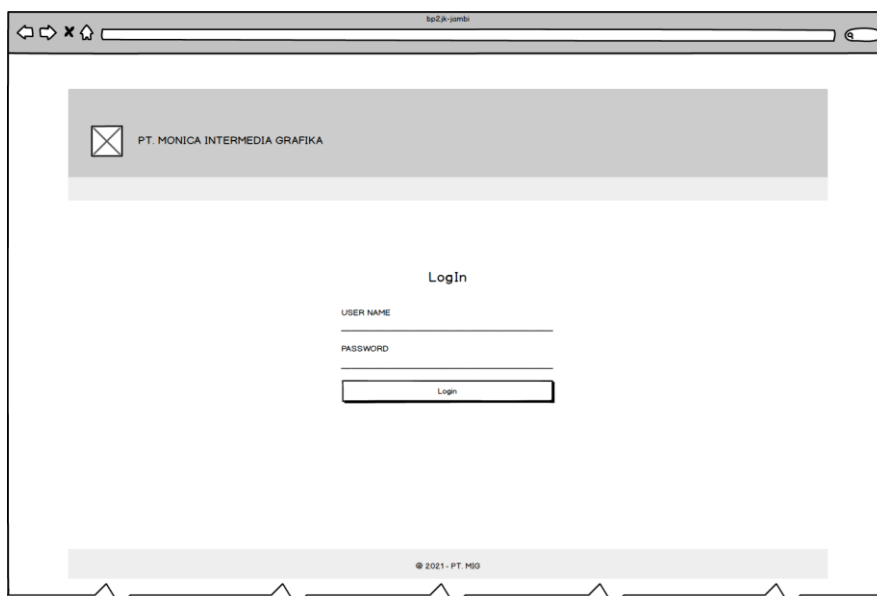 bp2jk-jambi
PT. MONICA INTERMEDIA GRAFIKA
LogIn
USER NAME
PASSWORD
Login
@ 2021 - PT. MIG